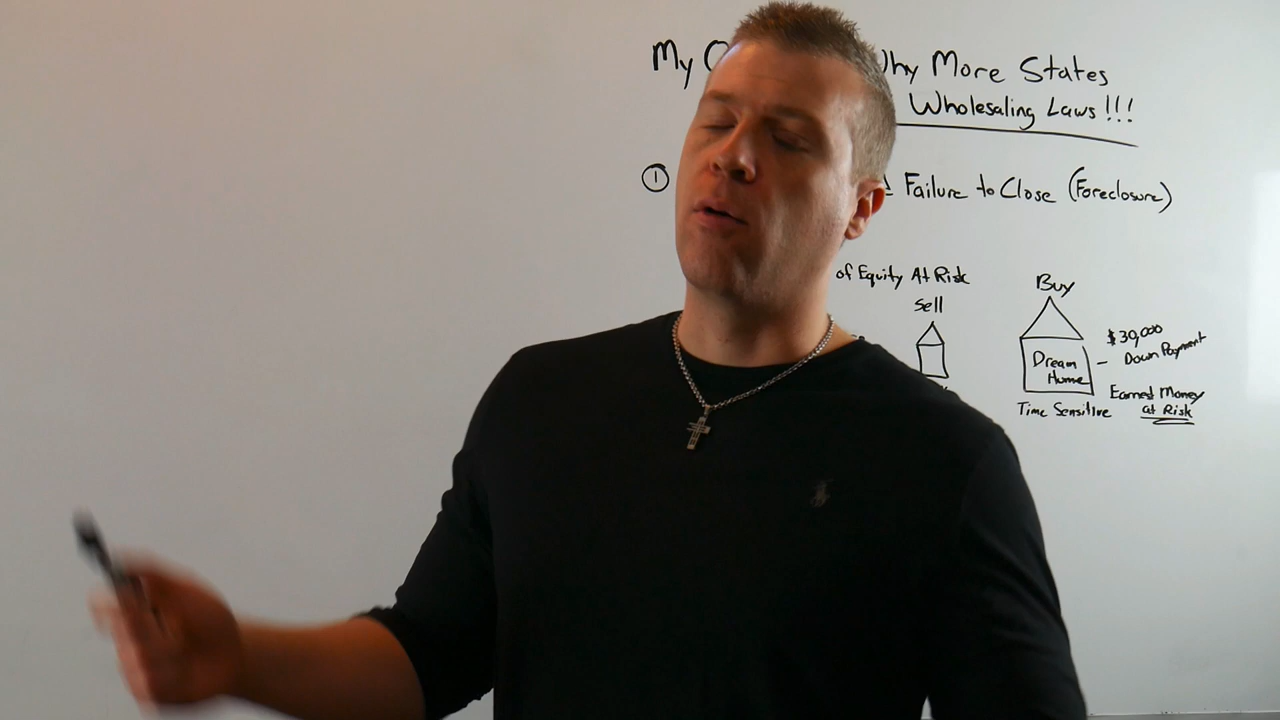 My Why More States
Wholesaling Laws!!!
① Failure to Close (Foreclosure)
of Equity At Risk
Sell
Buy
Dream
Home
$30,000
Down Payment
Earned Money
at Risk
Time Sensitive